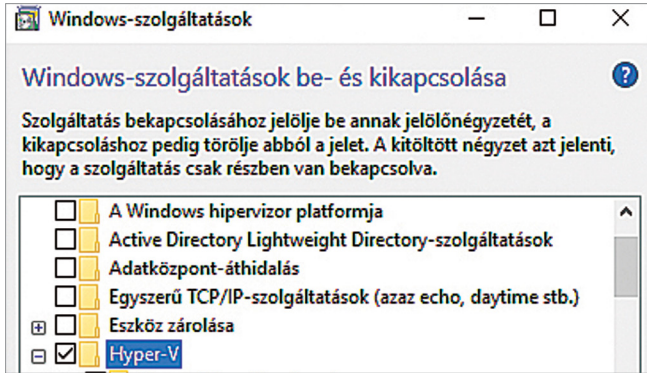 Windows-szolgáltatások
Windows-szolgáltatások be- és kikapcsolása
Szolgáltatás bekapcsolásához jelölje be annak jelölőnégyzetét, a
kikapcsoláshoz pedig törölje abból a jelet. A kitöltött négyzet azt jelenti,
hogy a szolgáltatás csak részben van bekapcsolva.
A Windows hipervizor platformja
Active Directory Lightweight Directory-szolgáltatások
Adatközpont-áthidalás
Egyszerű TCP/IP-szolgáltatások (azaz echo, daytime stb.)
Eszköz zárolása
Hyper-V